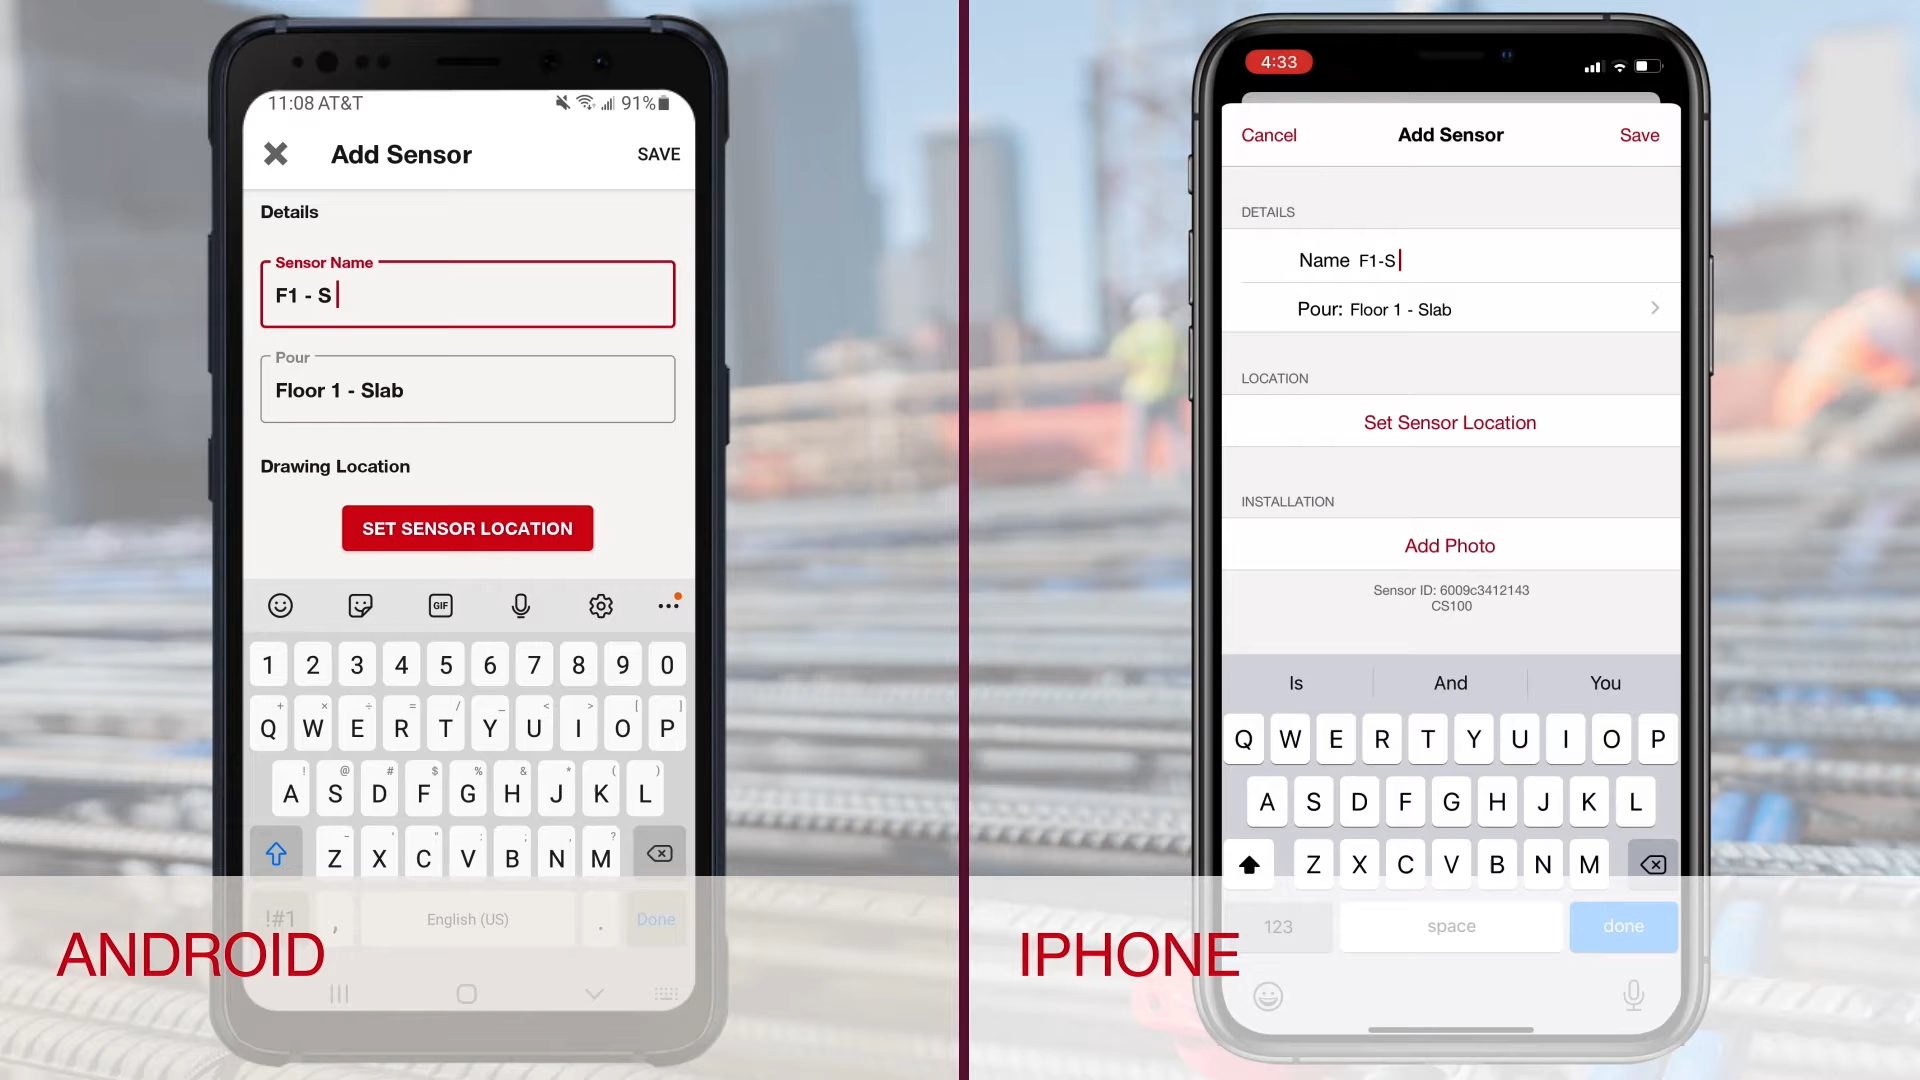 11:08 AT&T 91%
Add Sensor SAVE
Details
Sensor Name
F1 - S
Pour
Floor 1 - Slab
Drawing Location
SET SENSOR LOCATION
GIF
1 2 3 4 5 6 7 8 9 0
+ × ÷ = / _ < > [ ]
Q W E R T Y U I O P
! @ # $ % & * ( )
A S D F G H J K L
- ' " : ; , ?
Z X C V B N M
!#1 , English (US) . Done
ANDROID
4:33
Cancel Add Sensor Save
DETAILS
Name F1-S
Pour: Floor 1 - Slab
LOCATION
Set Sensor Location
INSTALLATION
Add Photo
Sensor ID: 6009c3412143
CS100
Is And You
Q W E R T Y U I O P
A S D F G H J K L
Z X C V B N M
123 space done
IPHONE